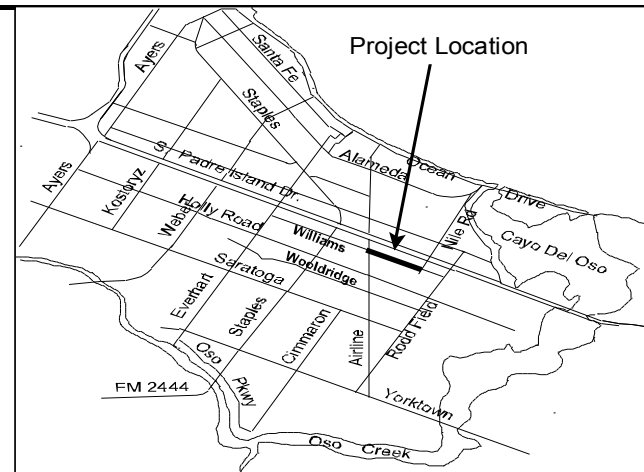 Project Location
Ayers
Santa Fe
Staples
Alameda
Ocean
Drive
S
Padre Island Dr.
Ayers
Kostoryz
Weber
Holly Road
Williams
Nile Rd
Cayo Del Oso
Wooldridge
Saratoga
Everhart
Staples
Cimmaron
Airline
Rodd Field
Oso
Pkwy
FM 2444
Yorktown
Oso Creek